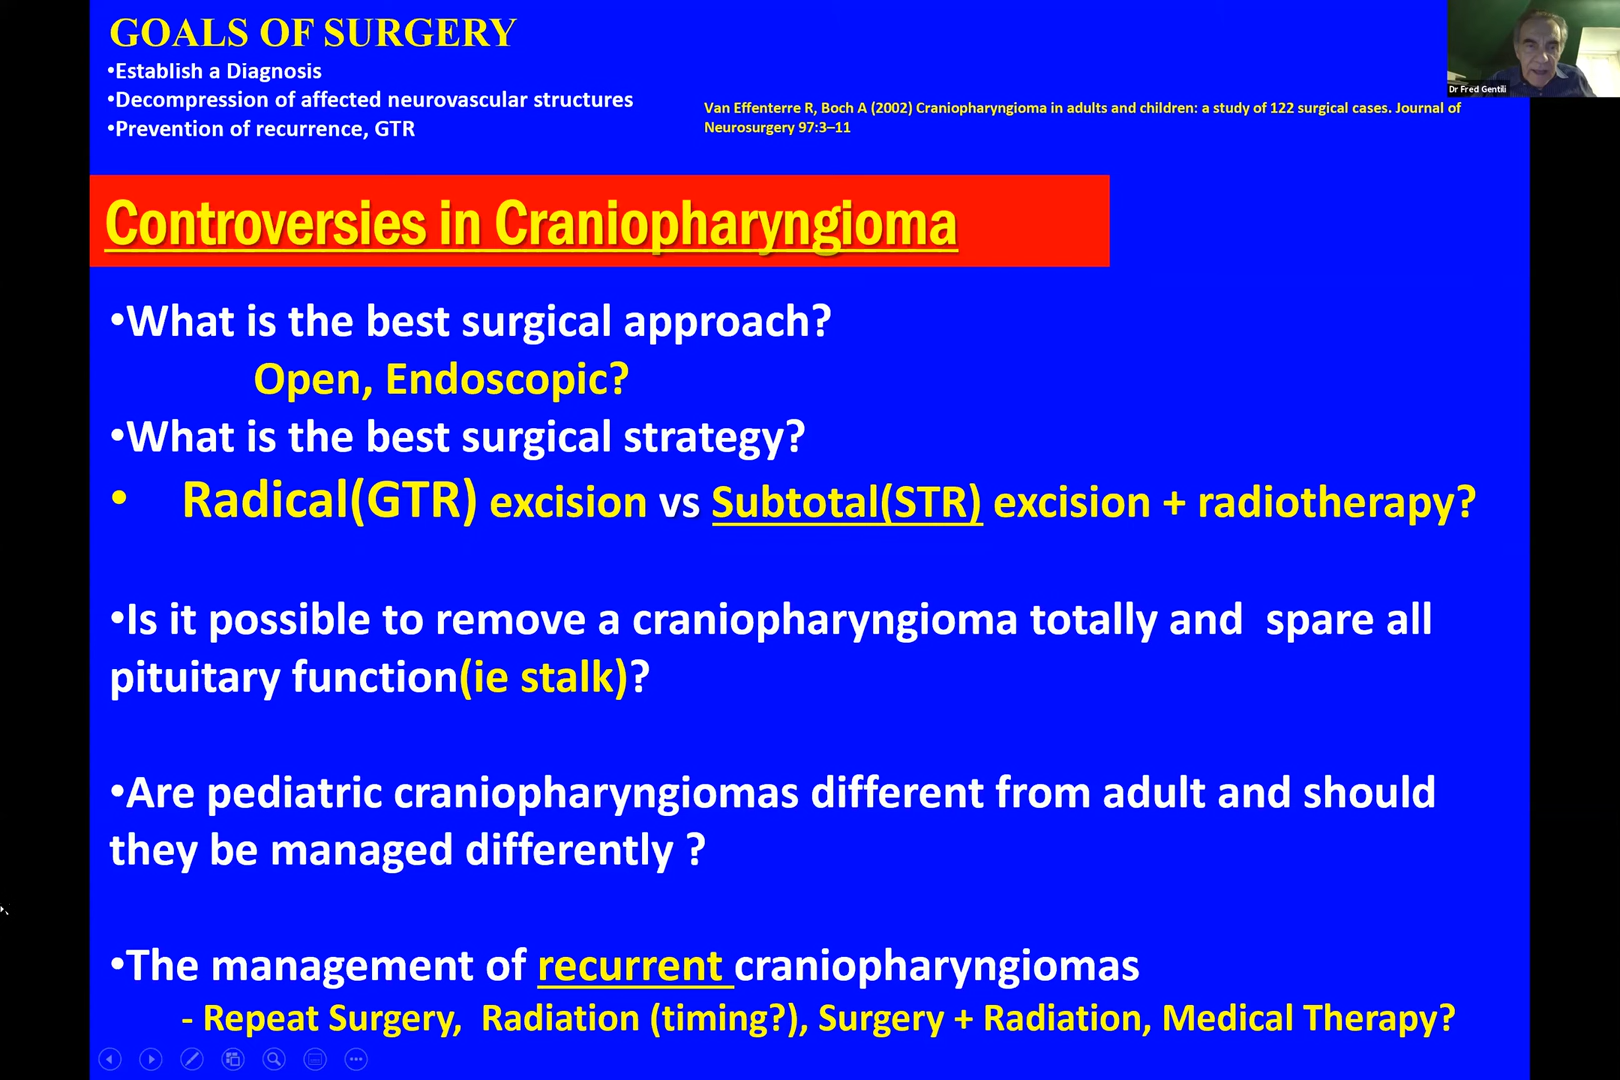 GOALS OF SURGERY
•Establish a Diagnosis
•Decompression of affected neurovascular structures
•Prevention of recurrence, GTR
Van Effenterre R, Boch A (2002) Craniopharyngioma in adults and children: a study of 122 surgical cases. Journal of
Neurosurgery 97:3–11
Dr Fred Gentili
Controversies in Craniopharyngioma
•What is the best surgical approach?
Open, Endoscopic?
•What is the best surgical strategy?
• Radical(GTR) excision vs Subtotal(STR) excision + radiotherapy?
•Is it possible to remove a craniopharyngioma totally and  spare all
pituitary function(ie stalk)?
•Are pediatric craniopharyngiomas different from adult and should
they be managed differently ?
•The management of recurrent craniopharyngiomas
- Repeat Surgery,  Radiation (timing?), Surgery + Radiation, Medical Therapy?